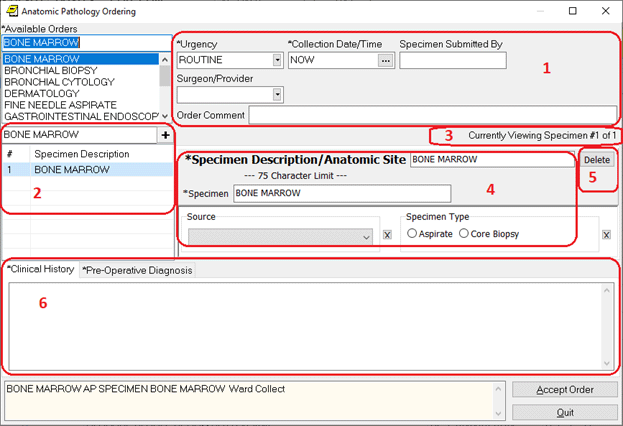 Anatomic Pathology Ordering
*Available Orders
BONE MARROW
BONE MARROW
BRONCHIAL BIOPSY
BRONCHIAL CYTOLOGY
DERMATOLOGY
FINE NEEDLE ASPIRATE
GASTROINTESTINAL ENDOSCOPY
*Urgency *Collection Date/Time Specimen Submitted By
ROUTINE NOW ...
1
Surgeon/Provider
Order Comment
BONE MARROW +
3 Currently Viewing Specimen #1 of 1
# Specimen Description
1 BONE MARROW
2
*Specimen Description/Anatomic Site BONE MARROW Delete
--- 75 Character Limit ---
4
5
*Specimen BONE MARROW
Source Specimen Type
X Aspirate Core Biopsy X
*Clinical History *Pre-Operative Diagnosis
6
BONE MARROW AP SPECIMEN BONE MARROW Ward Collect
Accept Order
Quit